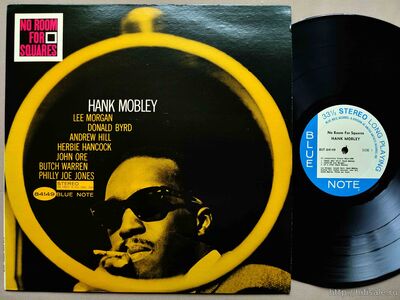 NO ROOM
FOR
SQUARES
HANK MOBLEY
LEE MORGAN
DONALD BYRD
ANDREW HILL
HERBIE HANCOCK
JOHN ORE
BUTCH WARREN
PHILLY JOE JONES
84149
STEREO
BLUE NOTE
33⅓ STEREO LONG PLAYING
No Room For Squares
HANK MOBLEY
SIDE
BLUE
NOTE